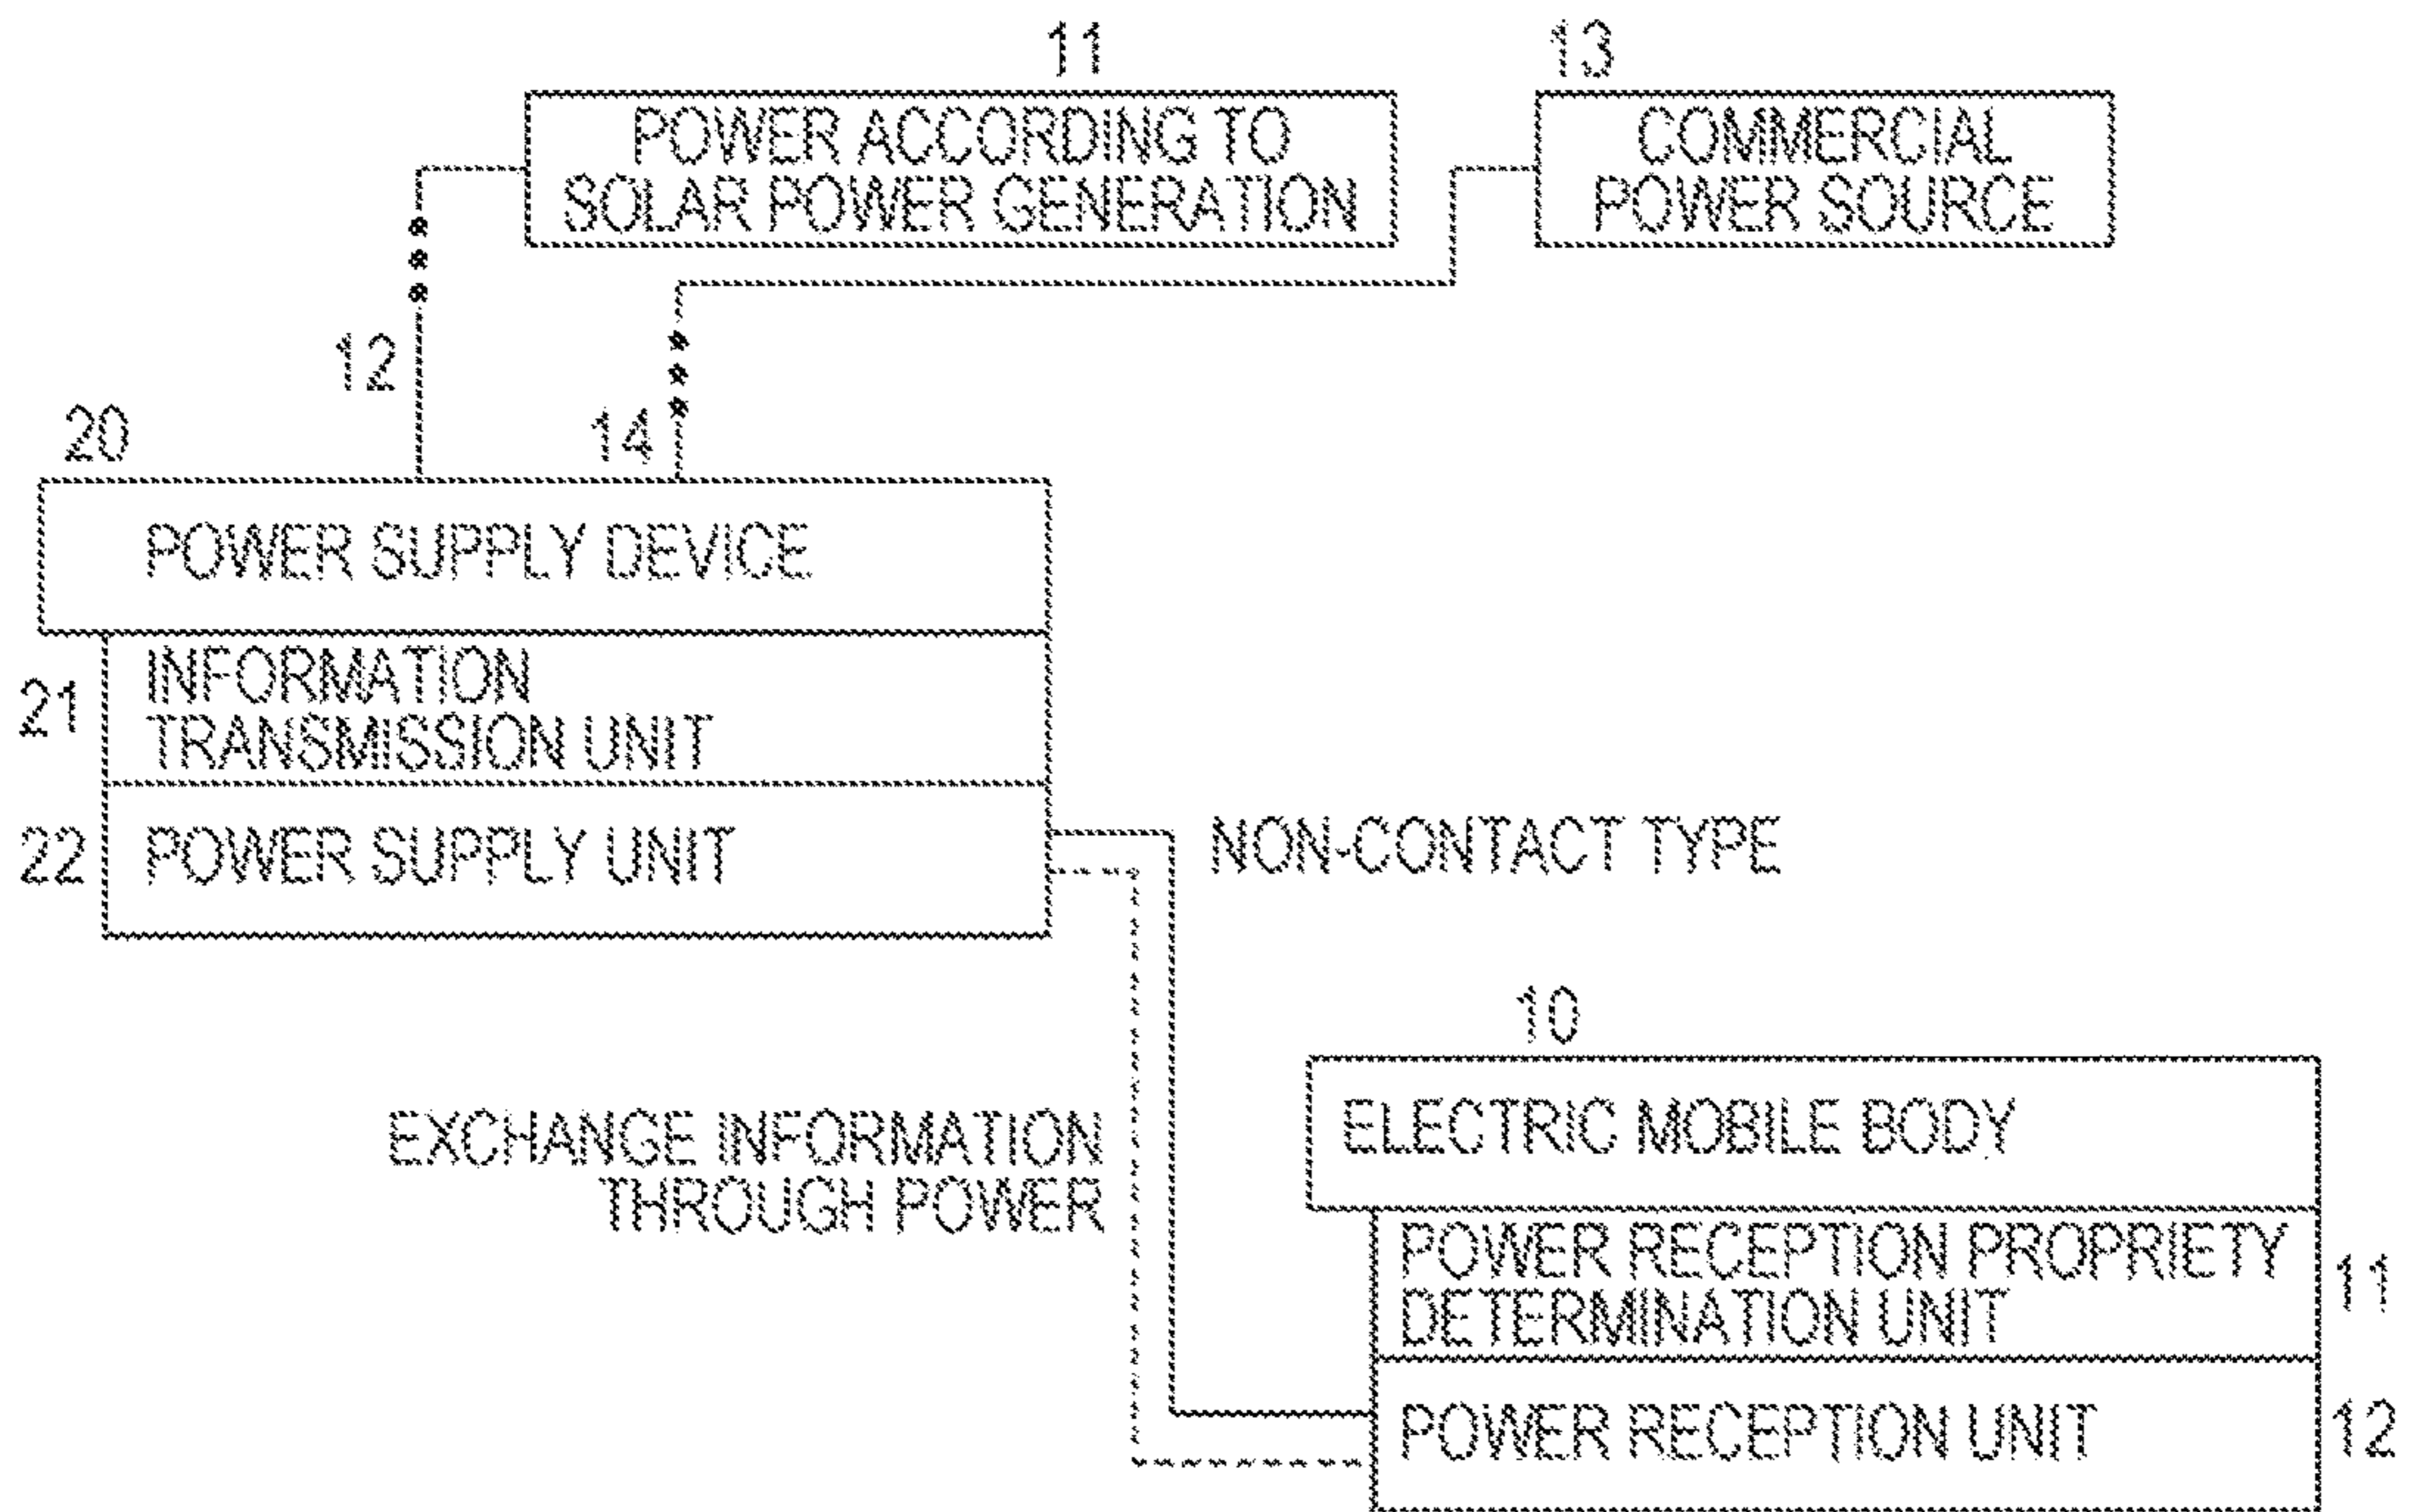 11
13
POWER ACCORDING TO
SOLAR POWER GENERATION
COMMERCIAL
POWER SOURCE
12
14
20
POWER SUPPLY DEVICE
21
INFORMATION
TRANSMISSION UNIT
22
POWER SUPPLY UNIT
NON-CONTACT TYPE
10
ELECTRIC MOBILE BODY
EXCHANGE INFORMATION
THROUGH POWER
POWER RECEPTION PROPRIETY
DETERMINATION UNIT
11
POWER RECEPTION UNIT
12